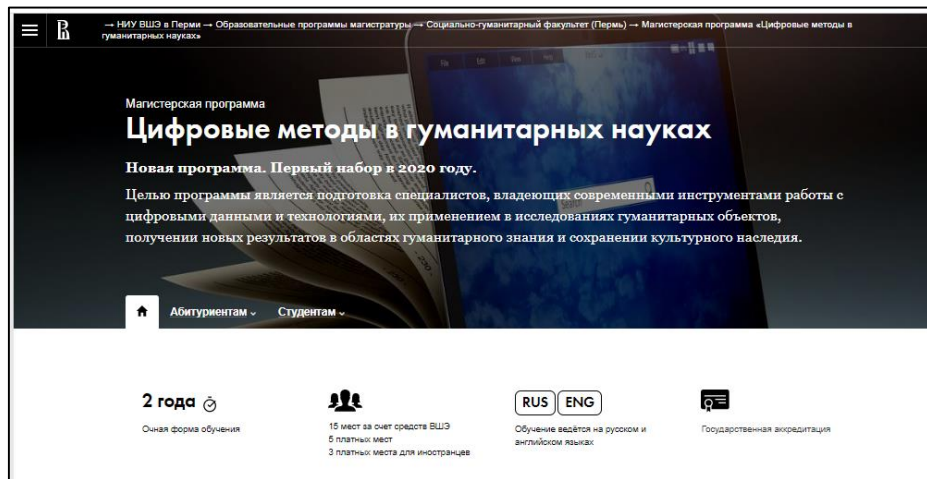 → НИУ ВШЭ в Перми → Образовательные программы магистратуры → Социально-гуманитарный факультет (Пермь) → Магистерская программа «Цифровые методы в
гуманитарных науках»
Магистерская программа
Цифровые методы в гуманитарных науках
Новая программа. Первый набор в 2020 году.
Целью программы является подготовка специалистов, владеющих современными инструментами работы с
цифровыми данными и технологиями, их применением в исследованиях гуманитарных объектов,
получении новых результатов в областях гуманитарного знания и сохранении культурного наследия.
Абитуриентам Студентам
2 года
Очная форма обучения
15 мест за счет средств ВШЭ
5 платных мест
3 платных места для иностранцев
RUS ENG
Обучение ведётся на русском и
английском языках
Государственная аккредитация